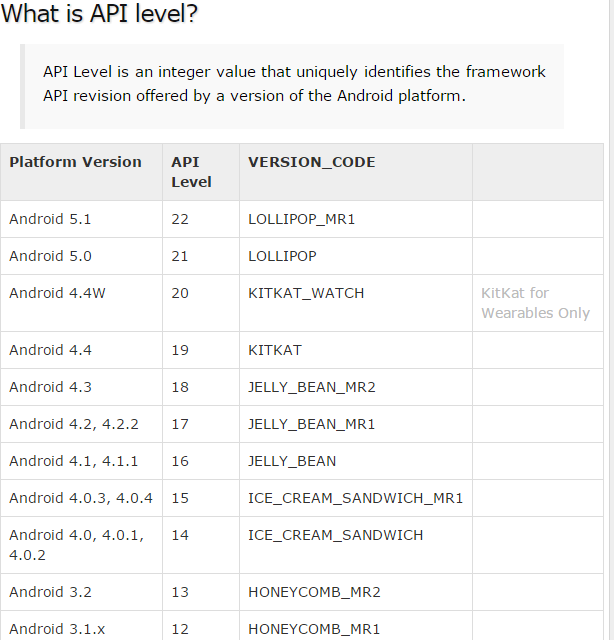 What is API level?
API Level is an integer value that uniquely identifies the framework
API revision offered by a version of the Android platform.
Platform Version API Level VERSION_CODE
Android 5.1 22 LOLLIPOP_MR1
Android 5.0 21 LOLLIPOP
Android 4.4W 20 KITKAT_WATCH KitKat for Wearables Only
Android 4.4 19 KITKAT
Android 4.3 18 JELLY_BEAN_MR2
Android 4.2, 4.2.2 17 JELLY_BEAN_MR1
Android 4.1, 4.1.1 16 JELLY_BEAN
Android 4.0.3, 4.0.4 15 ICE_CREAM_SANDWICH_MR1
Android 4.0, 4.0.1, 4.0.2 14 ICE_CREAM_SANDWICH
Android 3.2 13 HONEYCOMB_MR2
Android 3.1.x 12 HONEYCOMB_MR1